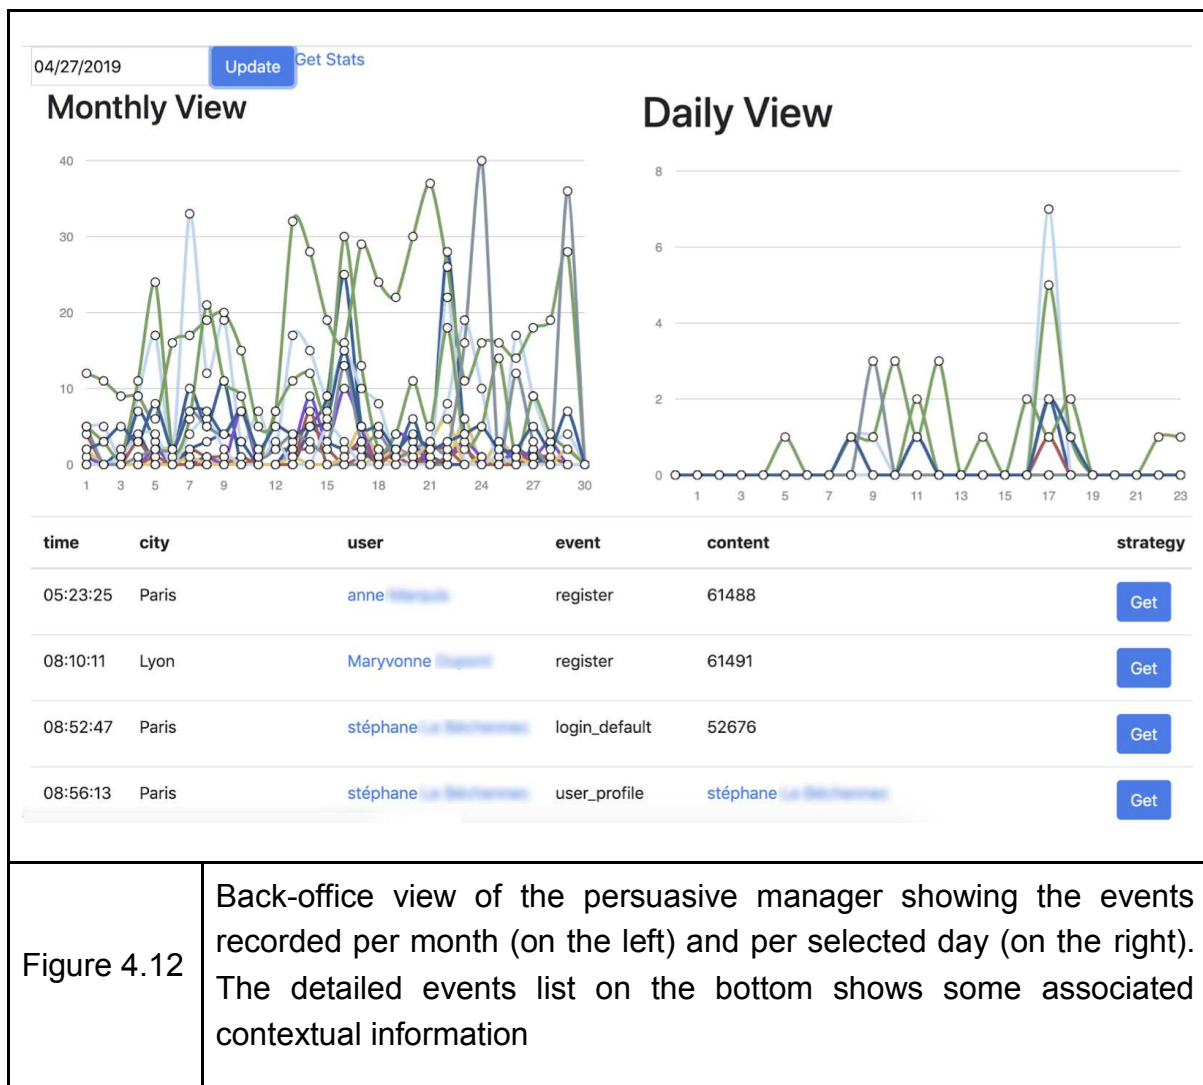 04/27/2019 Update Get Stats
Monthly View
Daily View
40
30
20
10
0
1 3 5 7 9 12 15 18 21 24 27 30
8
6
4
2
0
1 3 5 7 9 11 13 15 17 19 21 23
time city user event content strategy
05:23:25 Paris anne register 61488 Get
08:10:11 Lyon Maryvonne register 61491 Get
08:52:47 Paris stéphane login_default 52676 Get
08:56:13 Paris stéphane user_profile stéphane Get
Figure 4.12
Back-office view of the persuasive manager showing the events
recorded per month (on the left) and per selected day (on the right).
The detailed events list on the bottom shows some associated
contextual information